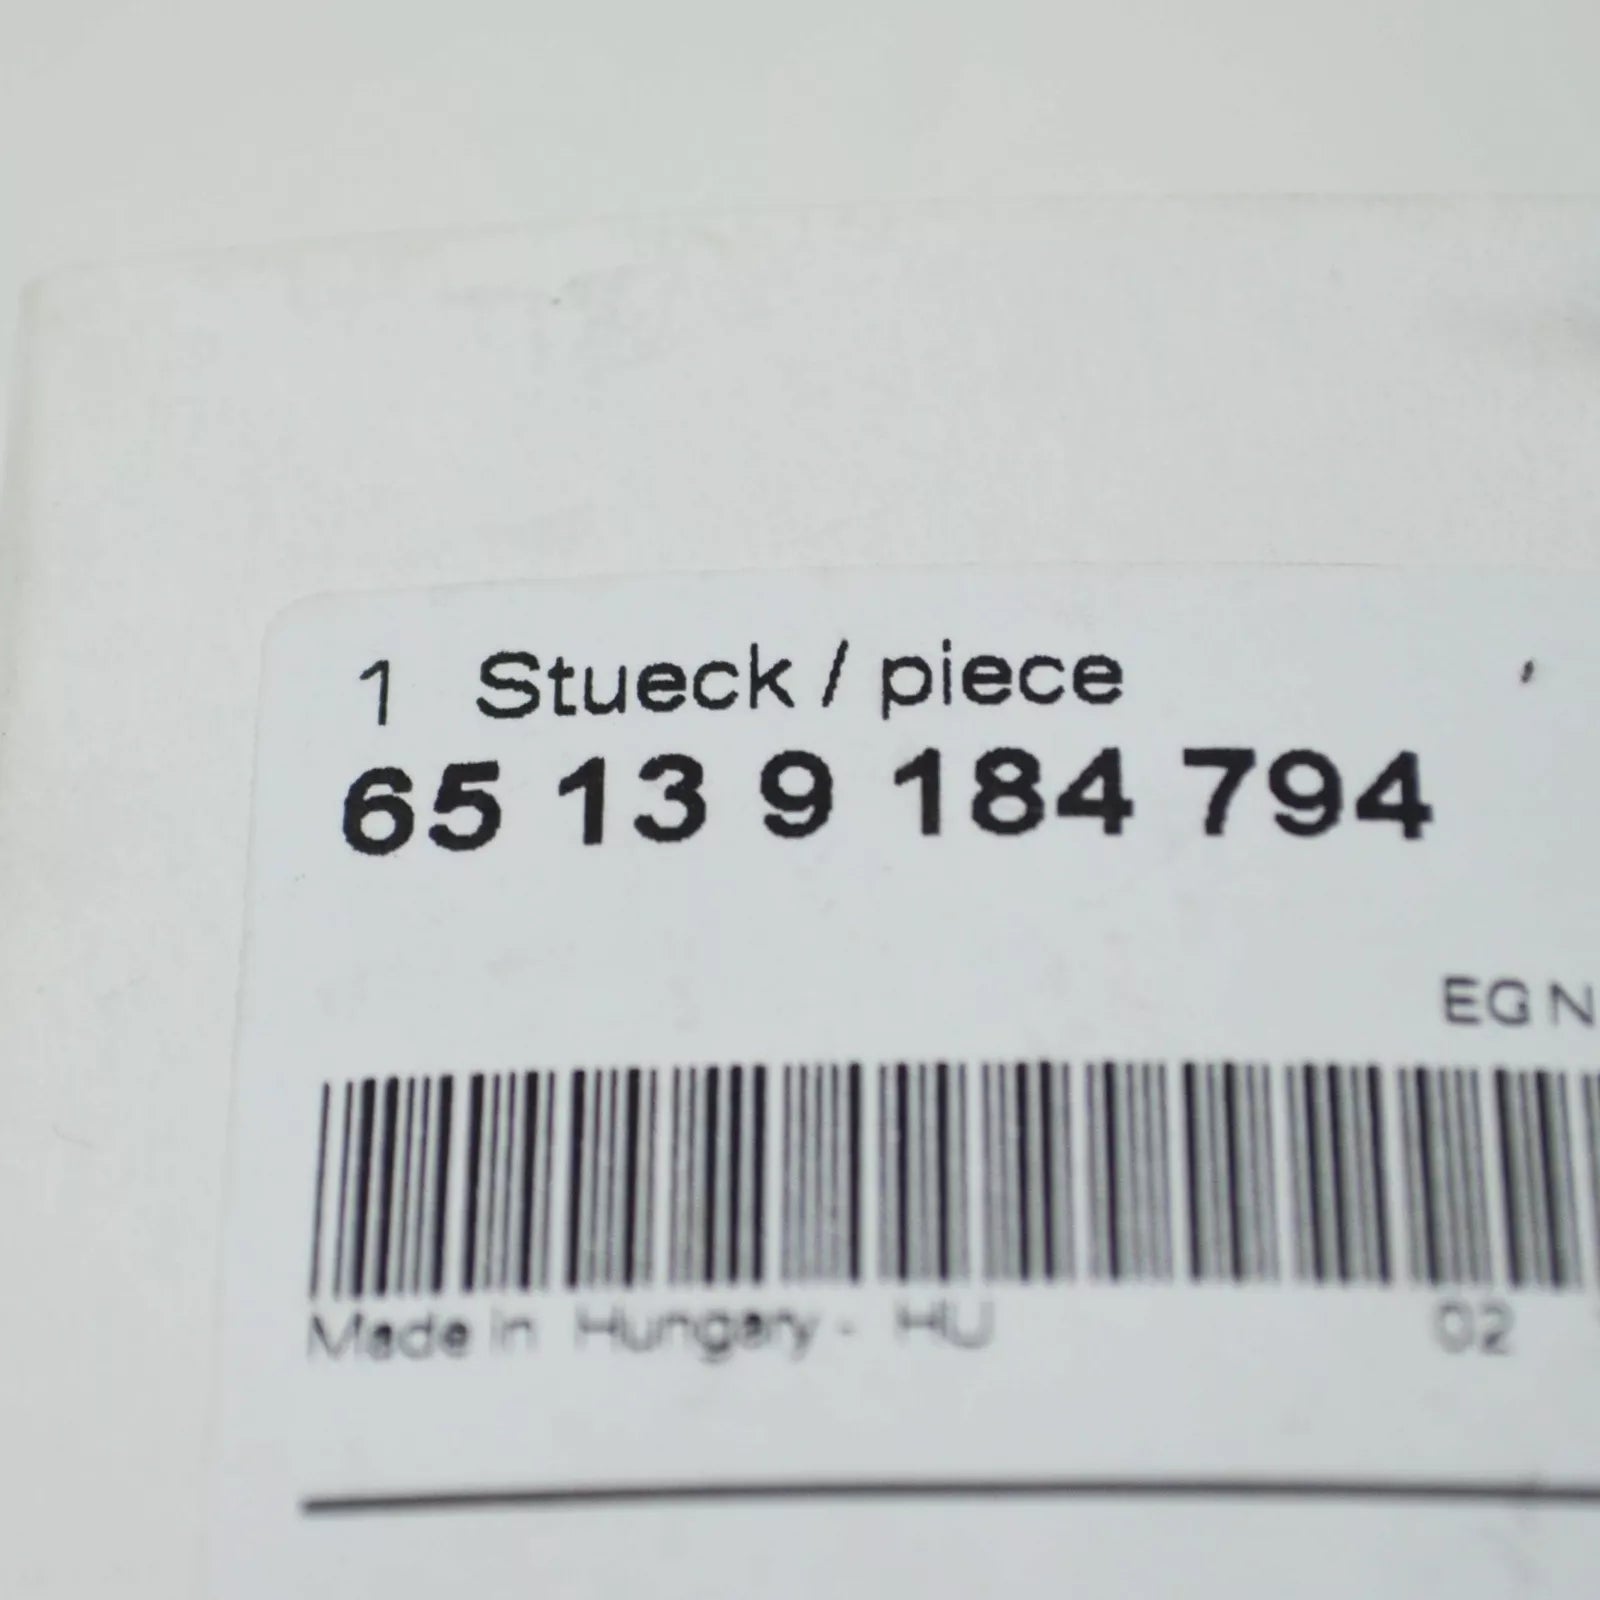 1 Stueck / piece
65 13 9 184 794
EG N
Made in Hungary - HU 02